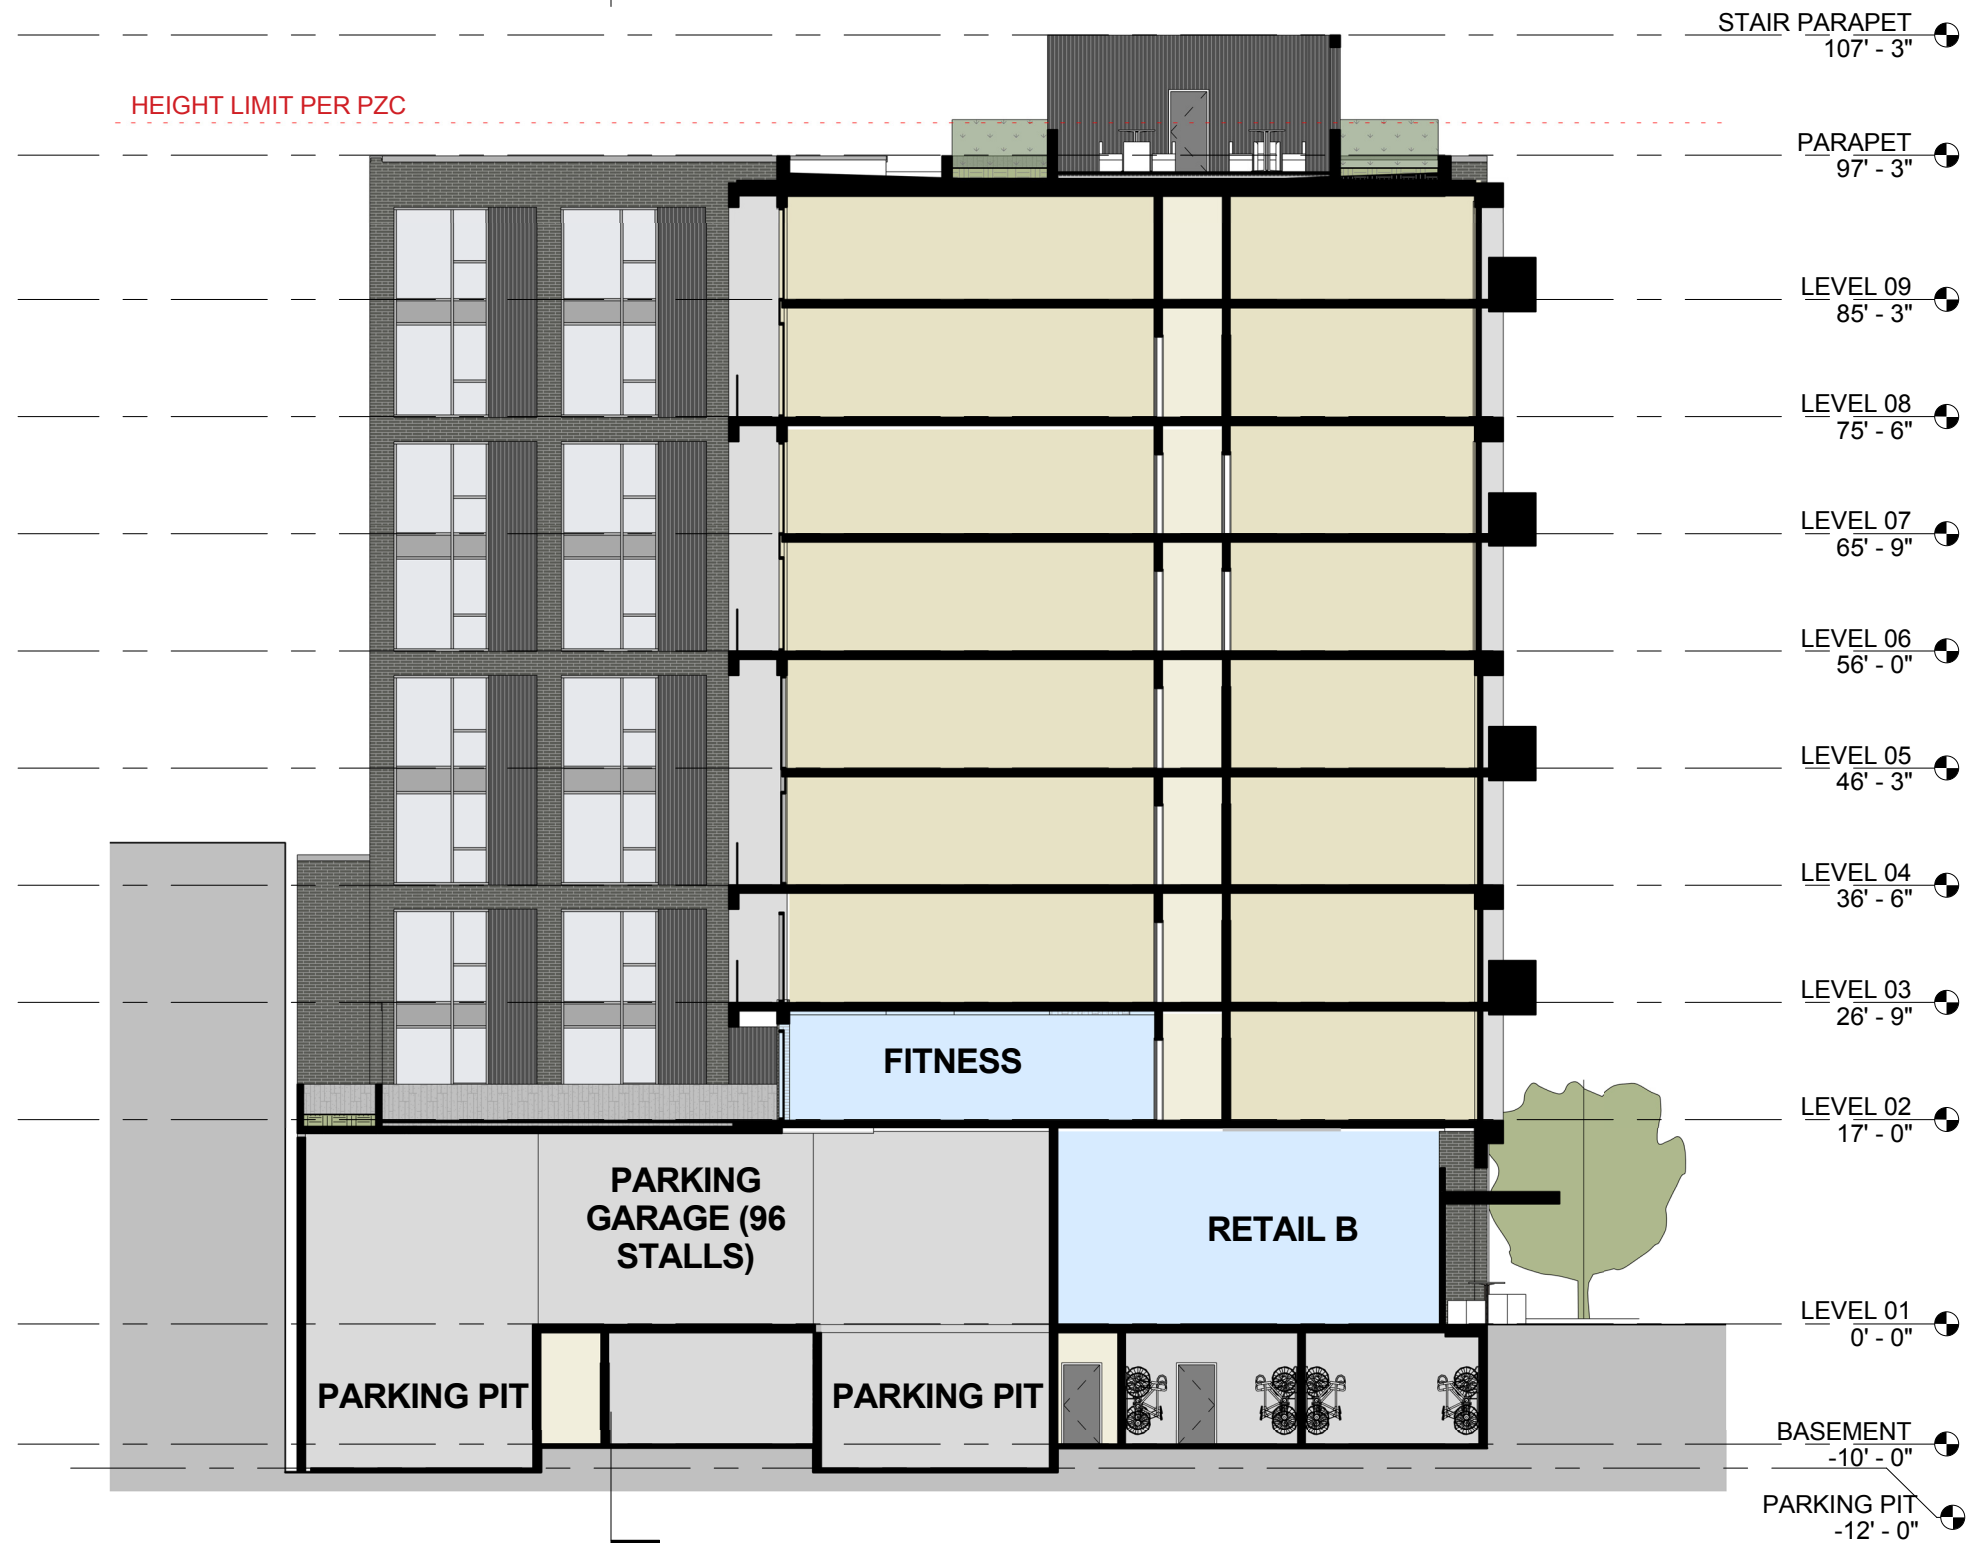 STAIR PARAPET
107' - 3"
HEIGHT LIMIT PER PZC
PARAPET
97' - 3"
LEVEL 09
85' - 3"
LEVEL 08
75' - 6"
LEVEL 07
65' - 9"
LEVEL 06
56' - 0"
LEVEL 05
46' - 3"
LEVEL 04
36' - 6"
LEVEL 03
26' - 9"
FITNESS
LEVEL 02
17' - 0"
PARKING
GARAGE (96
STALLS)
RETAIL B
LEVEL 01
0' - 0"
PARKING PIT
PARKING PIT
BASEMENT
-10' - 0"
PARKING PIT
-12' - 0"